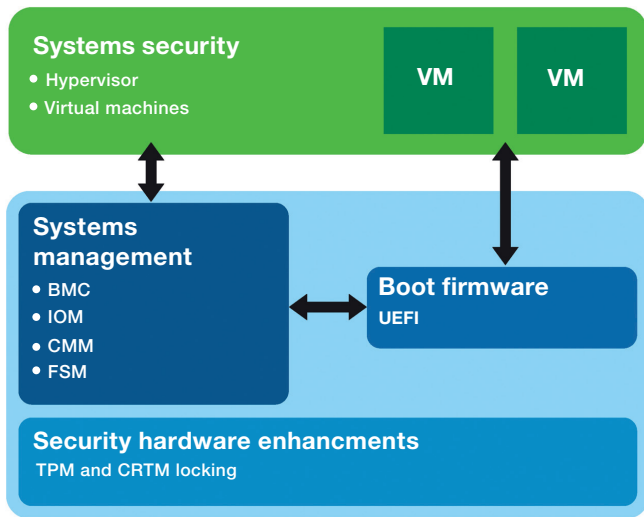 Systems security
• Hypervisor
• Virtual machines
VM
VM
Systems
management
• BMC
• IOM
• CMM
• FSM
Boot firmware
UEFI
Security hardware enhancments
TPM and CRTM locking